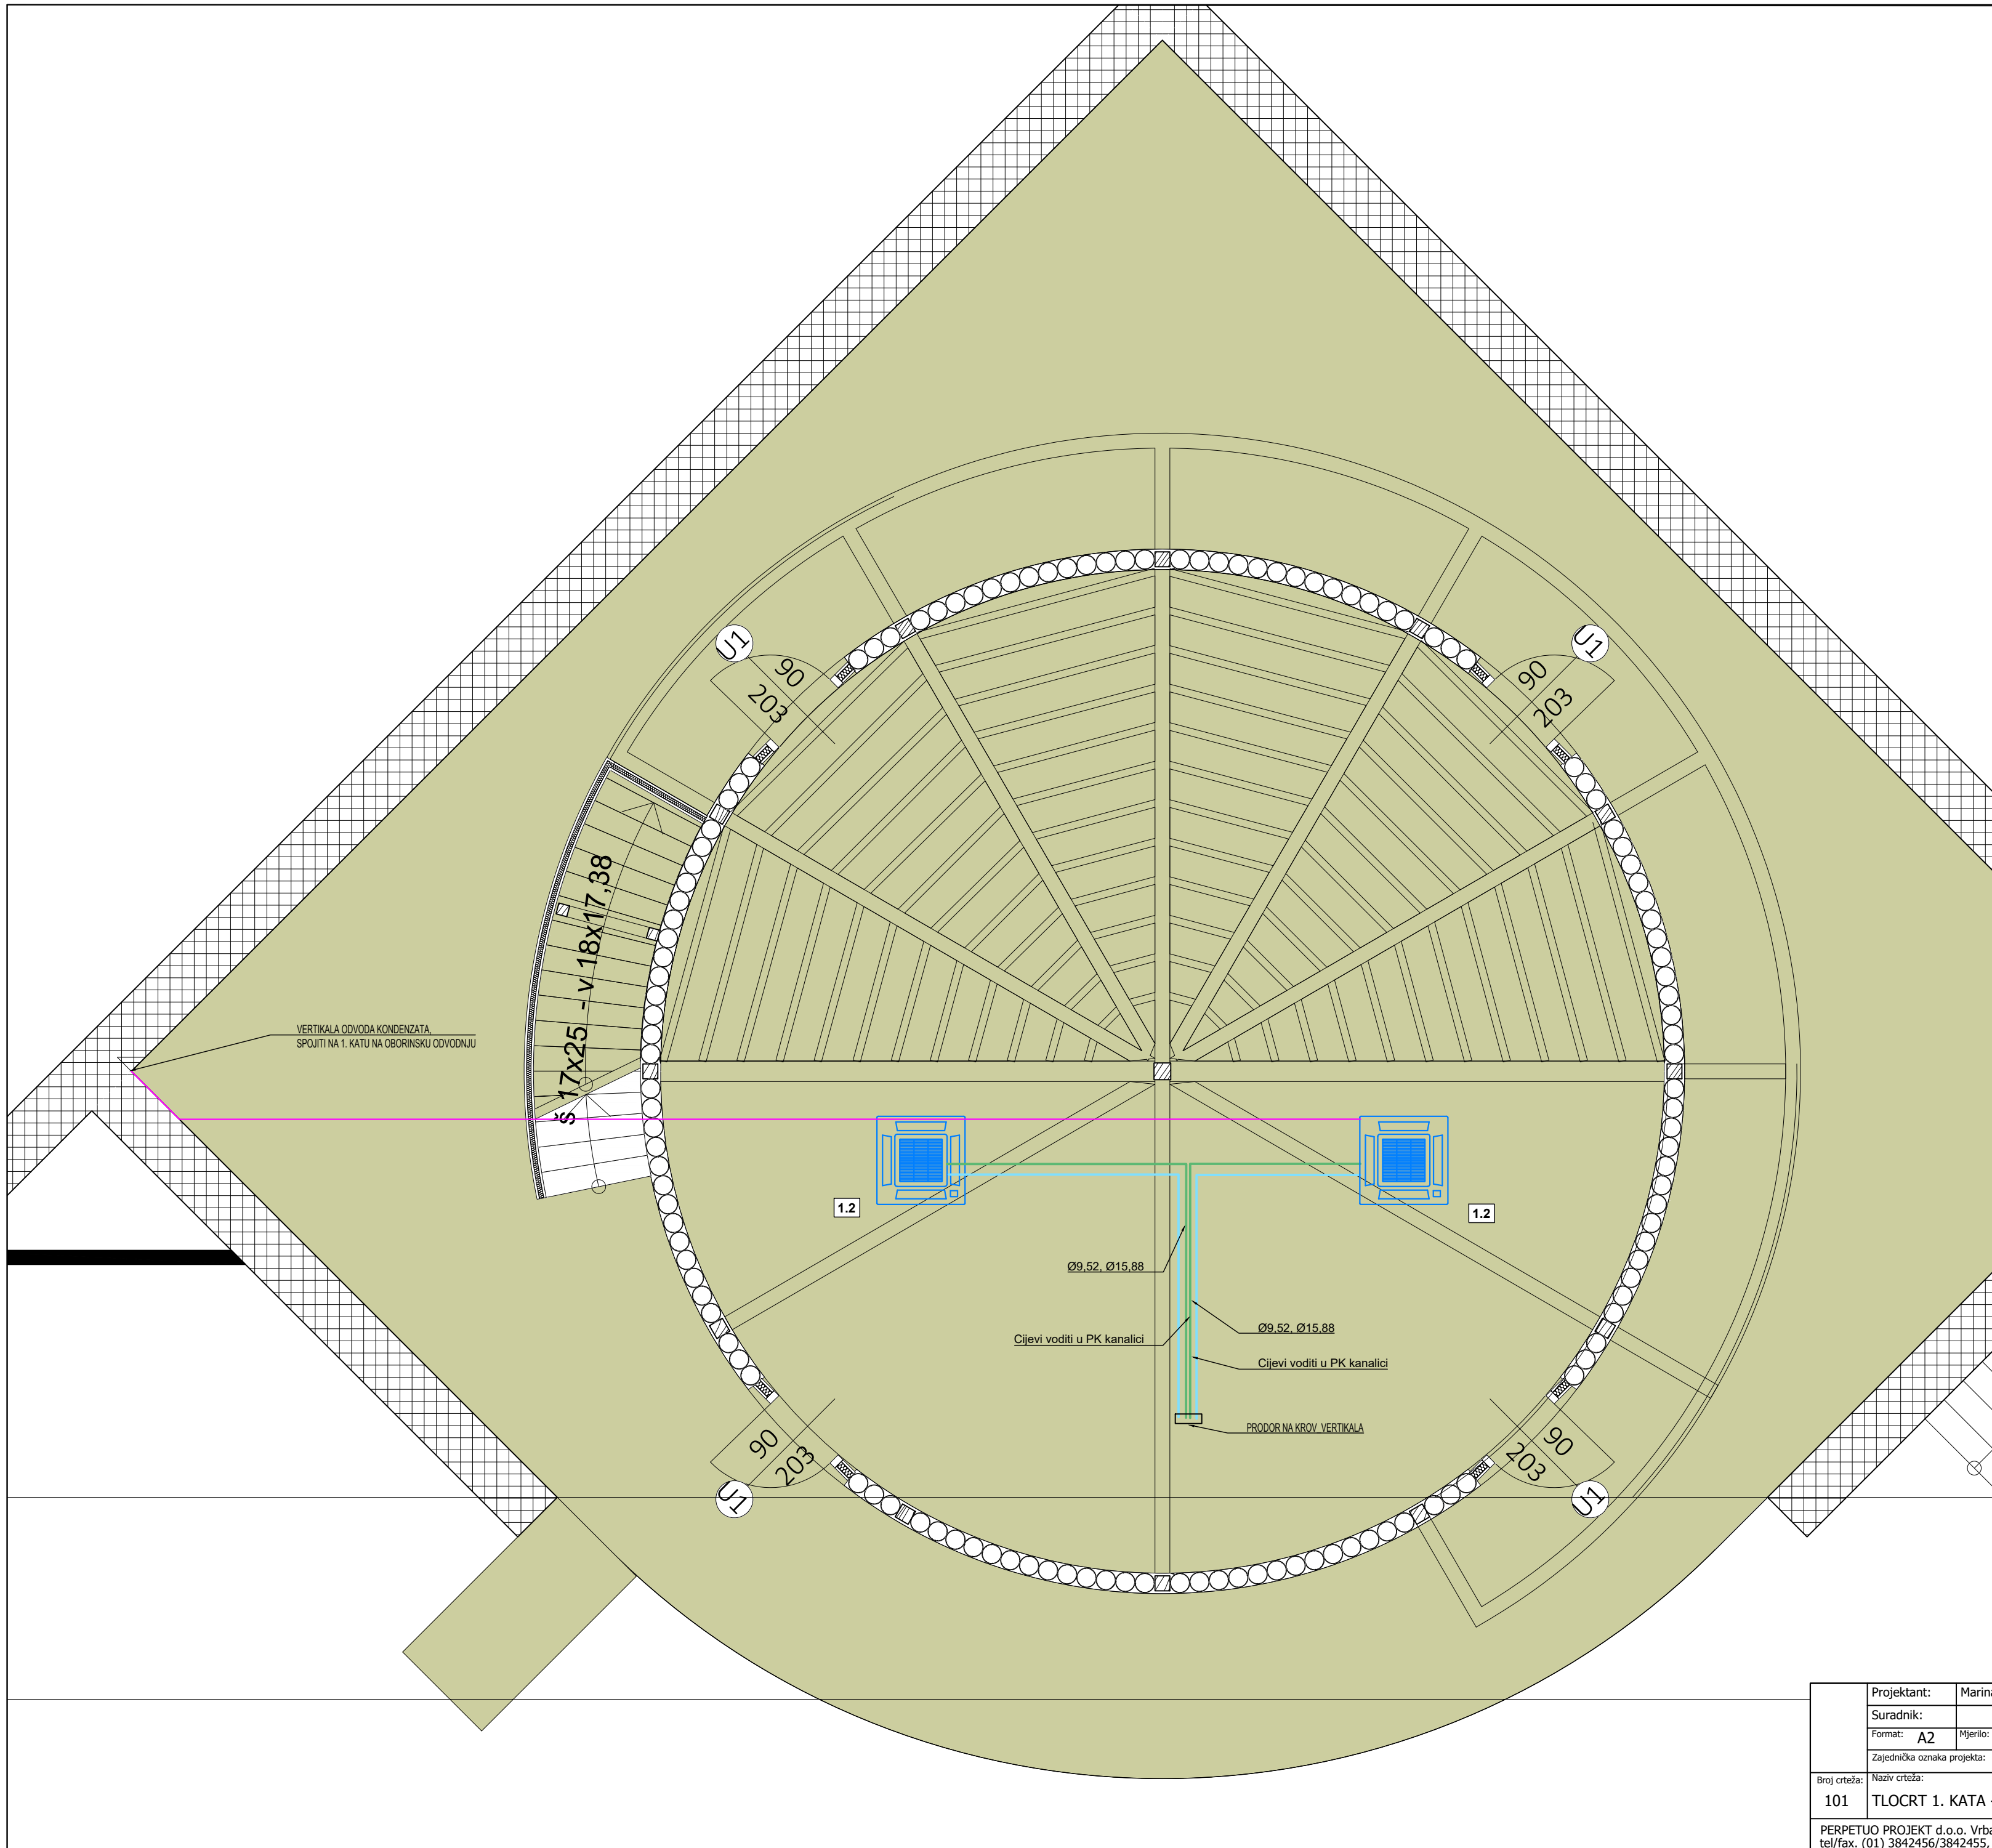 U1
90
203
U1
90
203
š 17x25 - v 18x17,38
VERTIKALA ODVODA KONDENZATA,
SPOJITI NA 1. KATU NA OBORINSKU ODVODNJU
1.2
1.2
Ø9,52, Ø15,88
Ø9,52, Ø15,88
Cijevi voditi u PK kanalici
Cijevi voditi u PK kanalici
PRODOR NA KROV VERTIKALA
90
203
U1
90
203
U1
Projektant: Marina
Suradnik:
Format: A2 Mjerilo:
Zajednička oznaka projekta:
Broj crteža: Naziv crteža:
101 TLOCRT 1. KATA
PERPETUO PROJEKT d.o.o. Vrba
tel/fax. (01) 3842456/3842455,